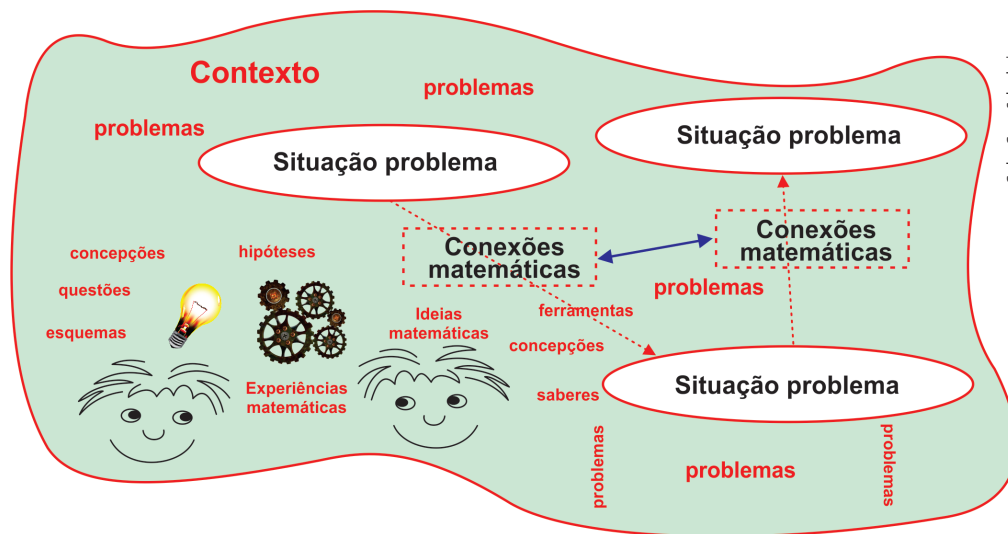 Contexto
problemas
problemas
Situação problema
Situação problema
Conexões
matemáticas
Conexões
matemáticas
concepções
hipóteses
questões
esquemas
problemas
Ideias
matemáticas
ferramentas
concepções
Experiências
matemáticas
saberes
Situação problema
problemas
problemas
problemas